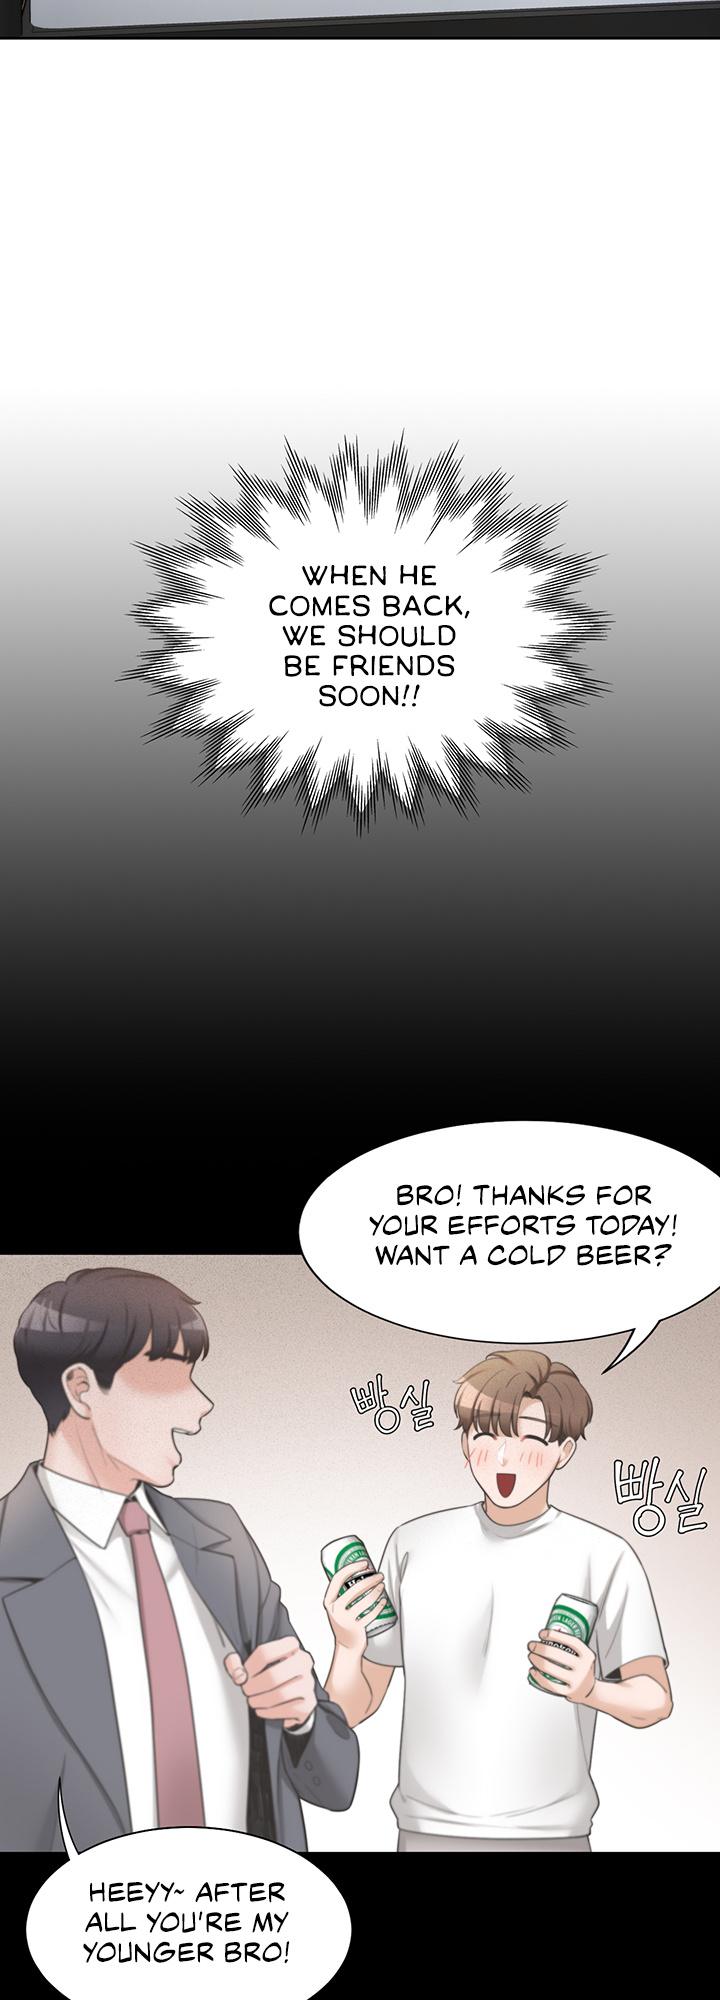 WHEN HE
COMES BACK,
WE SHOULD
BE FRIENDS
SOON!!
BRO! THANKS FOR
YOUR EFFORTS TODAY!
WANT A COLD BEER?
빵실
빵실
HEEYY~ AFTER
ALL YOU'RE MY
YOUNGER BRO!